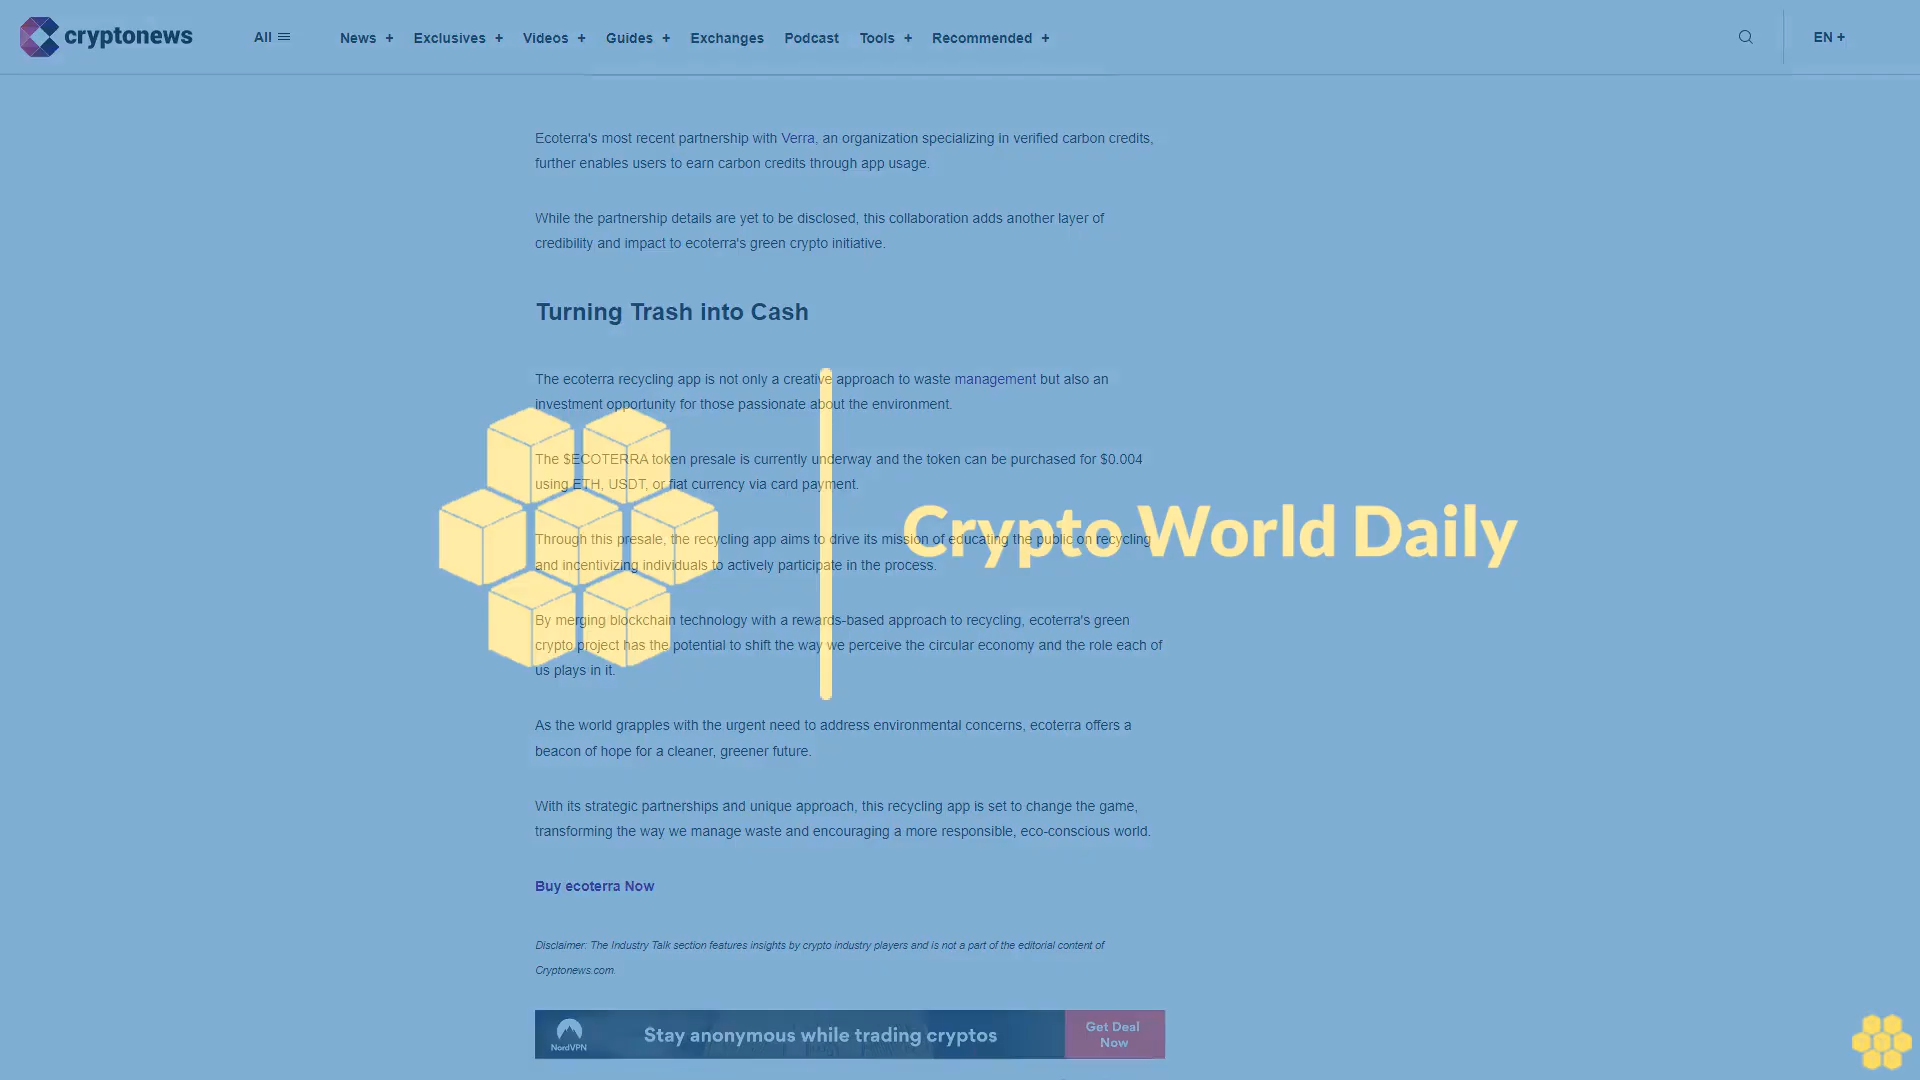 cryptonews
All
News +
Exclusives +
Videos +
Guides +
Exchanges
Podcast
Tools +
Recommended +
EN +
Ecoterra's most recent partnership with Verra, an organization specializing in verified carbon credits,
further enables users to earn carbon credits through app usage.
While the partnership details are yet to be disclosed, this collaboration adds another layer of
credibility and impact to ecoterra's green crypto initiative.
Turning Trash into Cash
The ecoterra recycling app is not only a creative approach to waste management but also an
investment opportunity for those passionate about the environment.
The $ECOTERRA token presale is currently underway and the token can be purchased for $0.004
using ETH, USDT, or fiat currency via card payment.
Through this presale, the recycling app aims to drive its mission of educating the public on recycling
and incentivizing individuals to actively participate in the process.
Crypto World Daily
By merging blockchain technology with a rewards-based approach to recycling, ecoterra's green
crypto project has the potential to shift the way we perceive the circular economy and the role each of
us plays in it.
As the world grapples with the urgent need to address environmental concerns, ecoterra offers a
beacon of hope for a cleaner, greener future.
With its strategic partnerships and unique approach, this recycling app is set to change the game,
transforming the way we manage waste and encouraging a more responsible, eco-conscious world.
Buy ecoterra Now
Disclaimer: The Industry Talk section features insights by crypto industry players and is not a part of the editorial content of
Cryptonews.com.
NordVPN
Stay anonymous while trading cryptos
Get Deal
Now